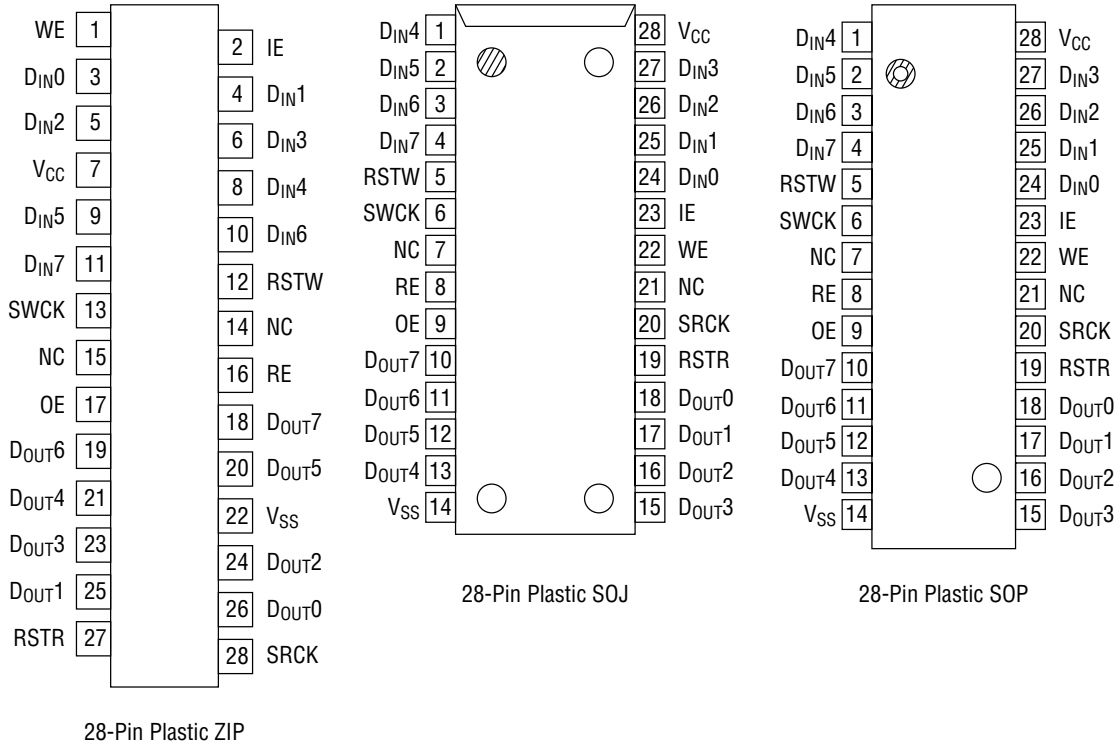 WE 1
2 IE
DIN0 3
4 DIN1
DIN2 5
6 DIN3
VCC 7
8 DIN4
DIN5 9
10 DIN6
DIN7 11
12 RSTW
SWCK 13
14 NC
NC 15
16 RE
OE 17
18 DOUT7
DOUT6 19
20 DOUT5
DOUT4 21
22 VSS
DOUT3 23
24 DOUT2
DOUT1 25
26 DOUT0
RSTR 27
28 SRCK
28-Pin Plastic ZIP
DIN4 1 28 VCC
DIN5 2 27 DIN3
DIN6 3 26 DIN2
DIN7 4 25 DIN1
RSTW 5 24 DIN0
SWCK 6 23 IE
NC 7 22 WE
RE 8 21 NC
OE 9 20 SRCK
DOUT7 10 19 RSTR
DOUT6 11 18 DOUT0
DOUT5 12 17 DOUT1
DOUT4 13 16 DOUT2
VSS 14 15 DOUT3
28-Pin Plastic SOJ
DIN4 1 28 VCC
DIN5 2 27 DIN3
DIN6 3 26 DIN2
DIN7 4 25 DIN1
RSTW 5 24 DIN0
SWCK 6 23 IE
NC 7 22 WE
RE 8 21 NC
OE 9 20 SRCK
DOUT7 10 19 RSTR
DOUT6 11 18 DOUT0
DOUT5 12 17 DOUT1
DOUT4 13 16 DOUT2
VSS 14 15 DOUT3
28-Pin Plastic SOP